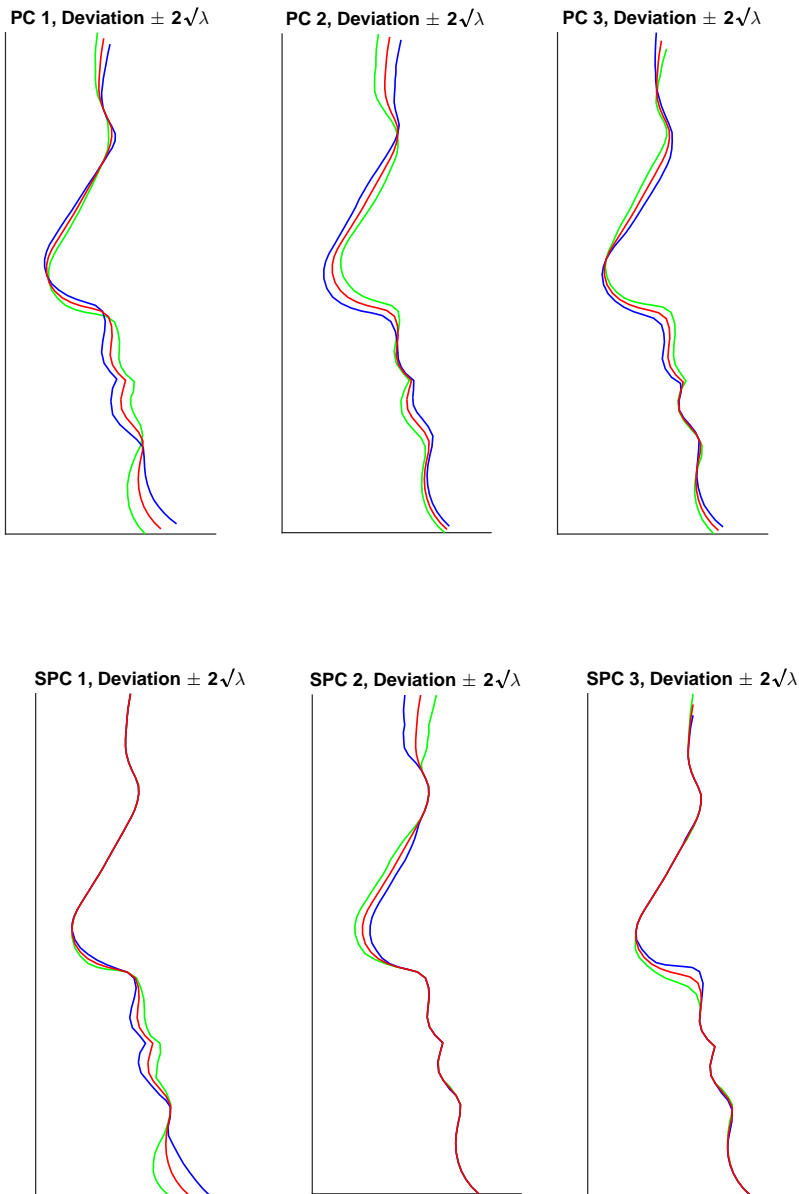 PC 1, Deviation ± 2√λ
PC 2, Deviation ± 2√λ
PC 3, Deviation ± 2√λ
SPC 1, Deviation ± 2√λ
SPC 2, Deviation ± 2√λ
SPC 3, Deviation ± 2√λ